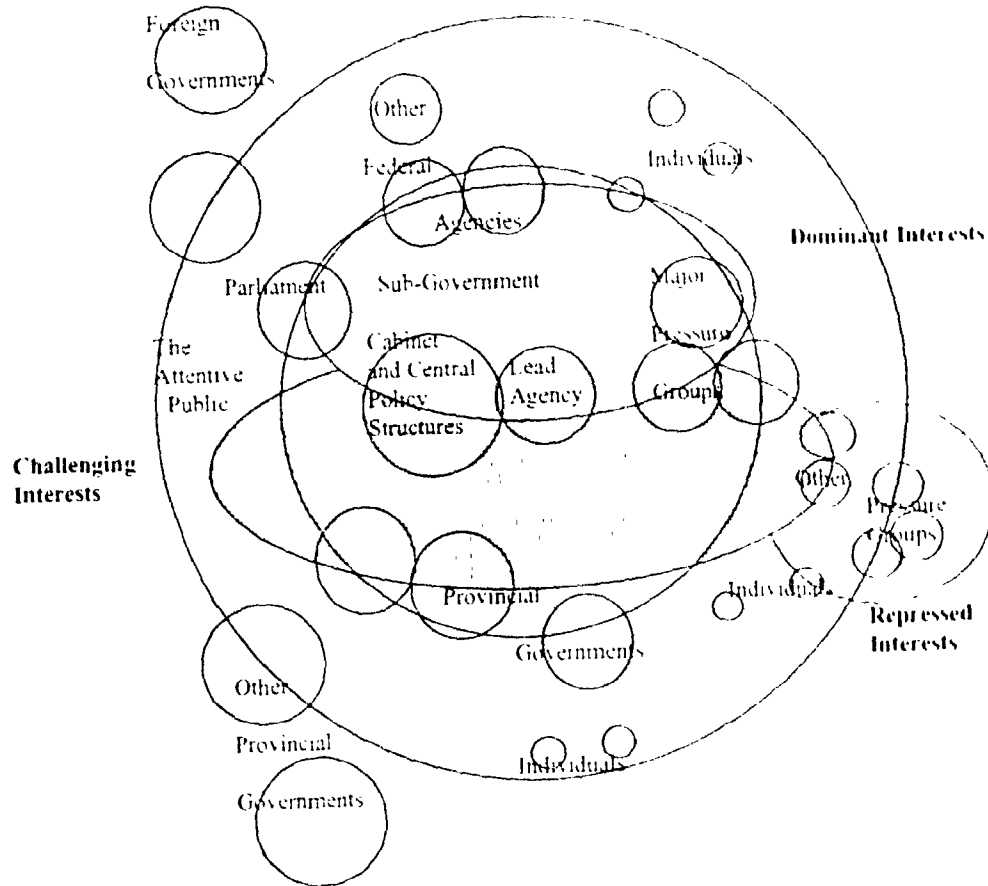 Foreign
Governments
Other
Federal
Agencies
Individuals
Dominant Interests
Parliament
Sub-Government
Major
Pressure
Groups
The
Attentive
Public
Cabinet
and Central
Policy
Structures
Lead
Agency
Challenging
Interests
Other
Pressure
Groups
Provincial
Governments
Individuals
Repressed
Interests
Other
Provincial
Governments
Individuals